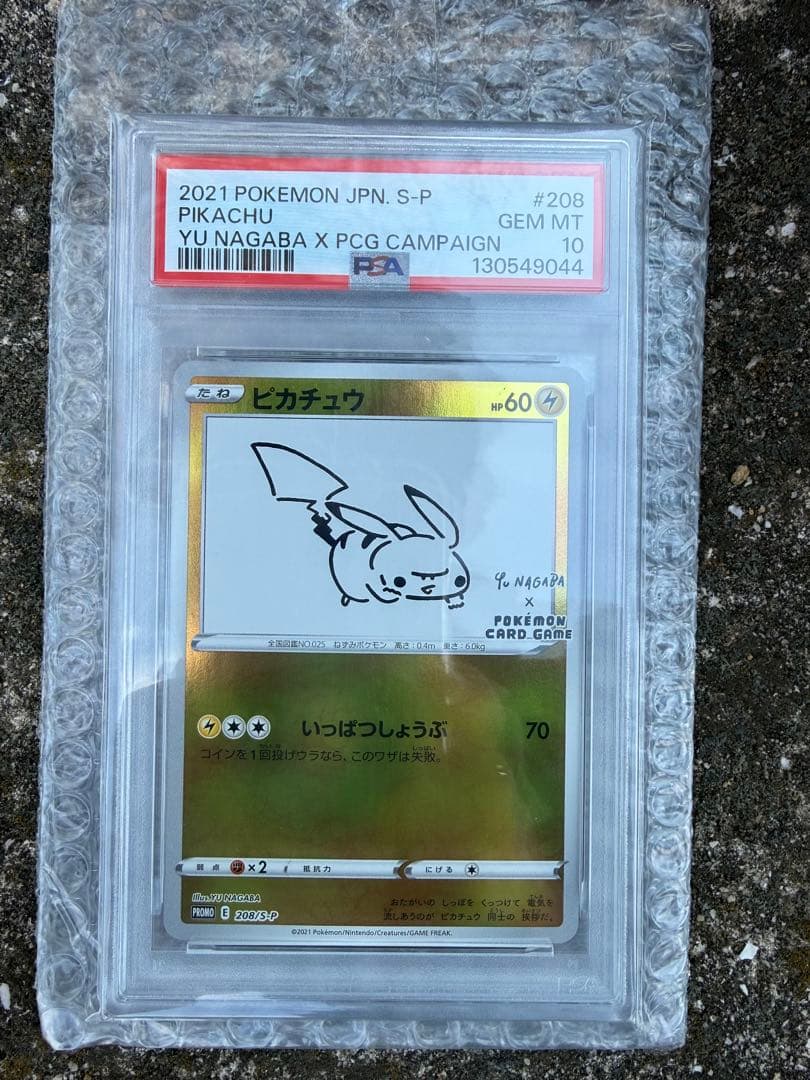 2021 POKEMON JPN. S-P #208
PIKACHU GEM MT
YU NAGABA X PCG CAMPAIGN 10
PSA 130549044
たね ピカチュウ HP60
YU NAGABA
X
POKÉMON
CARD GAME
全国図鑑NO.025 ねずみポケモン 高さ:0.4m 重さ:6.0kg
いっぱつしょうぶ 70
コインを1回投げウラなら、このワザは失敗。
弱点 ×2 抵抗力 にげる
Illus.YU NAGABA
おたがいの しっぽを くっつけて 電気を
流しあうのが ピカチュウ 同士の 挨拶だ。
PROMO E 208/S-P
©2021 Pokémon/Nintendo/Creatures/GAME FREAK.